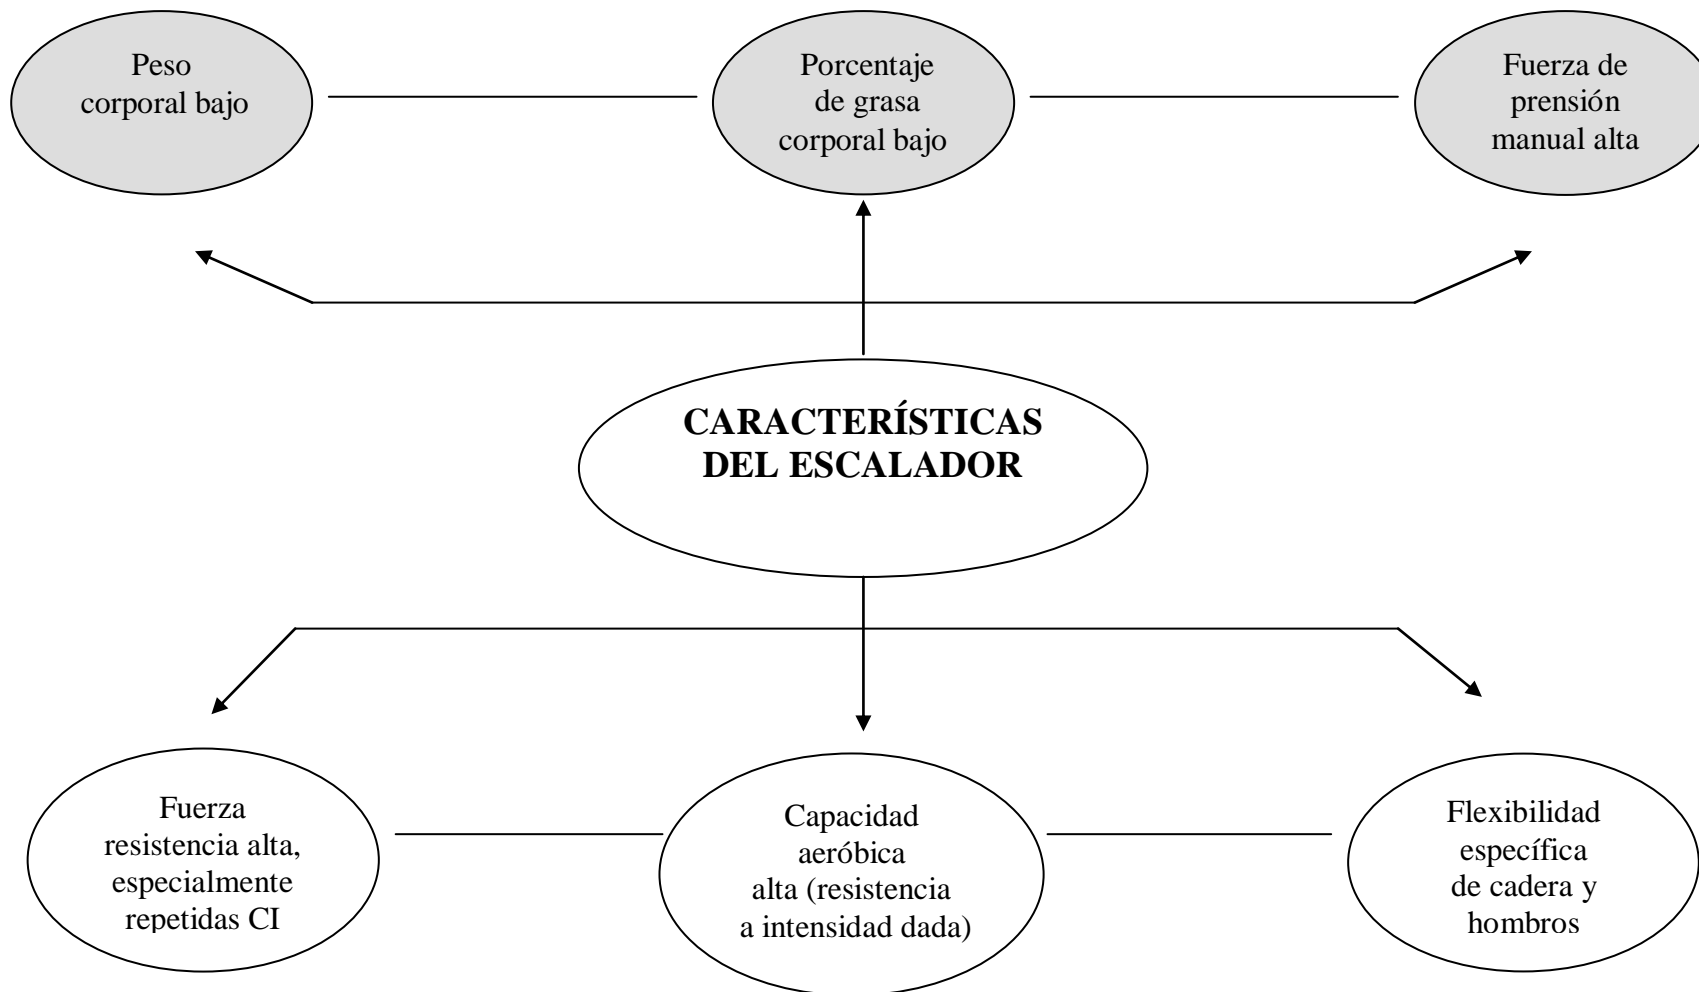 Peso
corporal bajo
Porcentaje
de grasa
corporal bajo
Fuerza de
prensión
manual alta
CARACTERÍSTICAS
DEL ESCALADOR
Fuerza
resistencia alta,
especialmente
repetidas CI
Capacidad
aeróbica
alta (resistencia
a intensidad dada)
Flexibilidad
específica
de cadera y
hombros